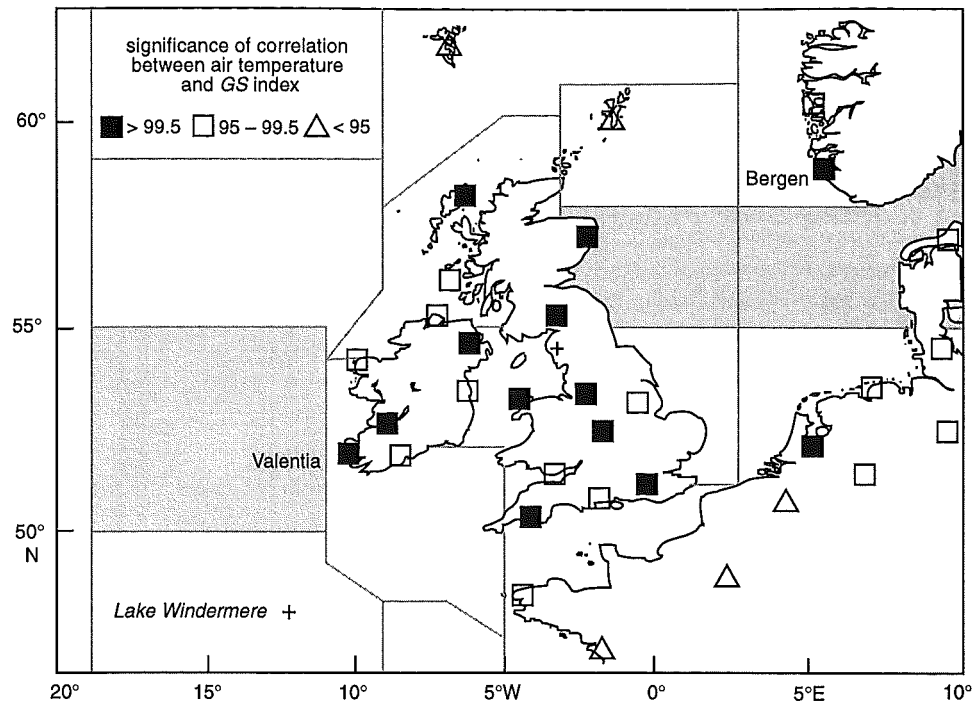 significance of correlation
between air temperature
and GS index
> 99.5 95 – 99.5 < 95
60°
Bergen
55°
Valentia
50°
N
Lake Windermere +
20° 15° 10° 5°W 0° 5°E 10°